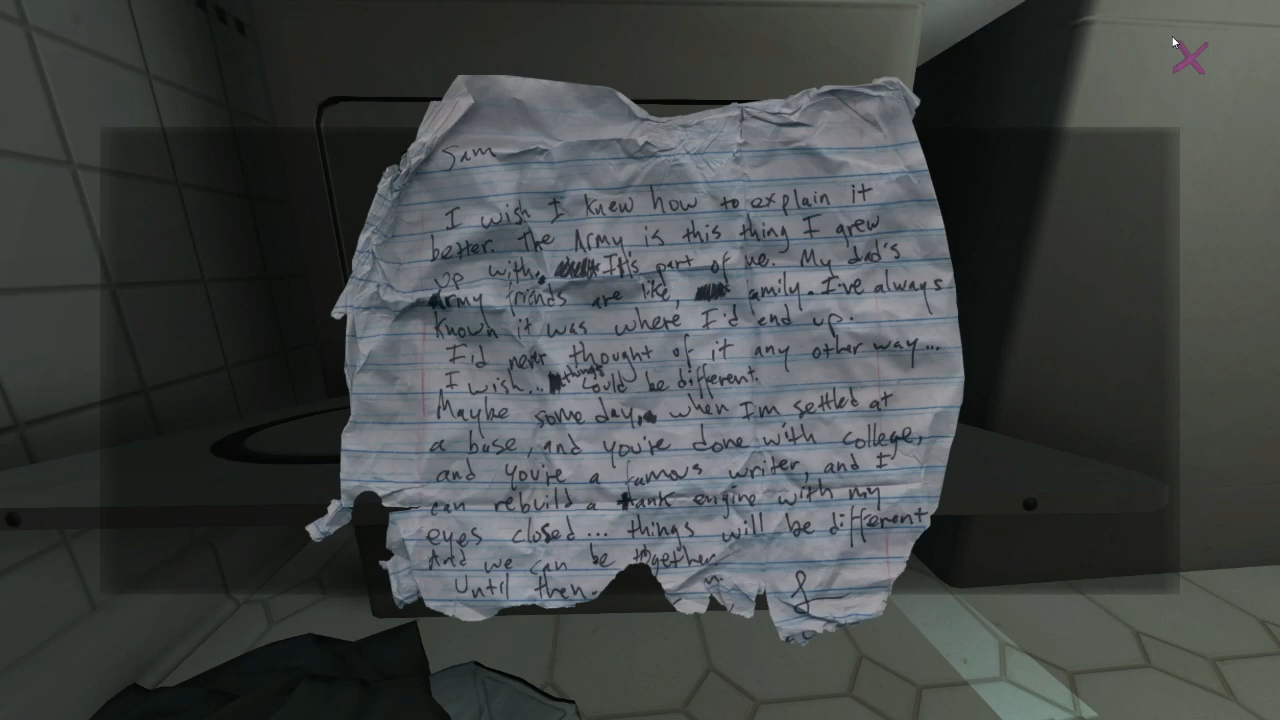 Sam
I wish I knew how to explain it
better. The Army is this thing I grew
up with. It's part of me. My dad's
Army friends are like, family. I've always
known it was where I'd end up.
I'd never thought of it any other way...
I wish... things could be different.
Maybe some day, when I'm settled at
a base, and you're done with college,
and you're a famous writer, and I
can rebuild a tank engine with my
eyes closed... things will be different
And we can be together.
Until then.